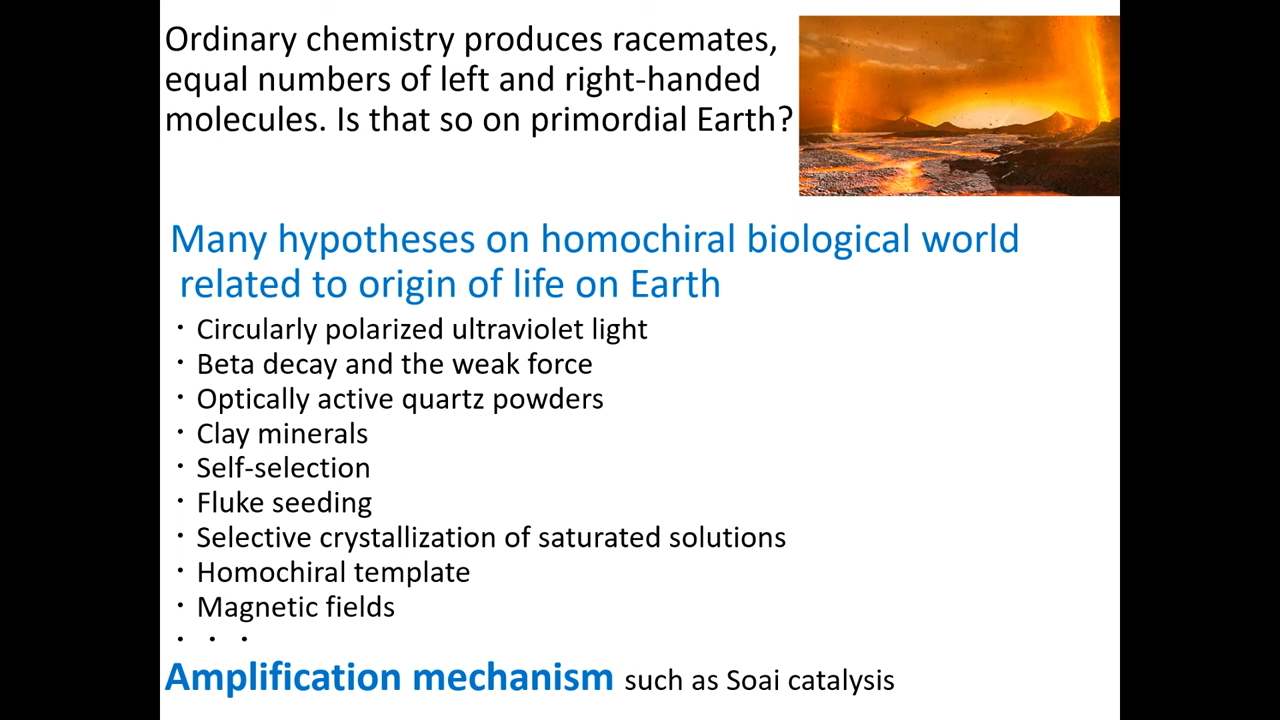 Ordinary chemistry produces racemates,
equal numbers of left and right-handed
molecules. Is that so on primordial Earth?
Many hypotheses on homochiral biological world
related to origin of life on Earth
・Circularly polarized ultraviolet light
・Beta decay and the weak force
・Optically active quartz powders
・Clay minerals
・Self-selection
・Fluke seeding
・Selective crystallization of saturated solutions
・Homochiral template
・Magnetic fields
・・・
Amplification mechanism such as Soai catalysis